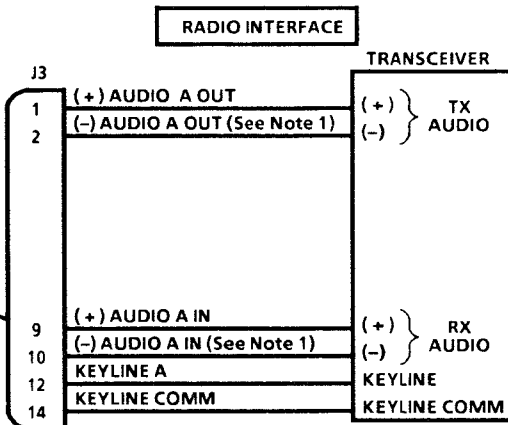 RADIO INTERFACE
J3
TRANSCEIVER
1 (+) AUDIO A OUT (+) TX
2 (-) AUDIO A OUT (See Note 1) (-) AUDIO
9 (+) AUDIO A IN (+) RX
10 (-) AUDIO A IN (See Note 1) (-) AUDIO
12 KEYLINE A KEYLINE
14 KEYLINE COMM KEYLINE COMM